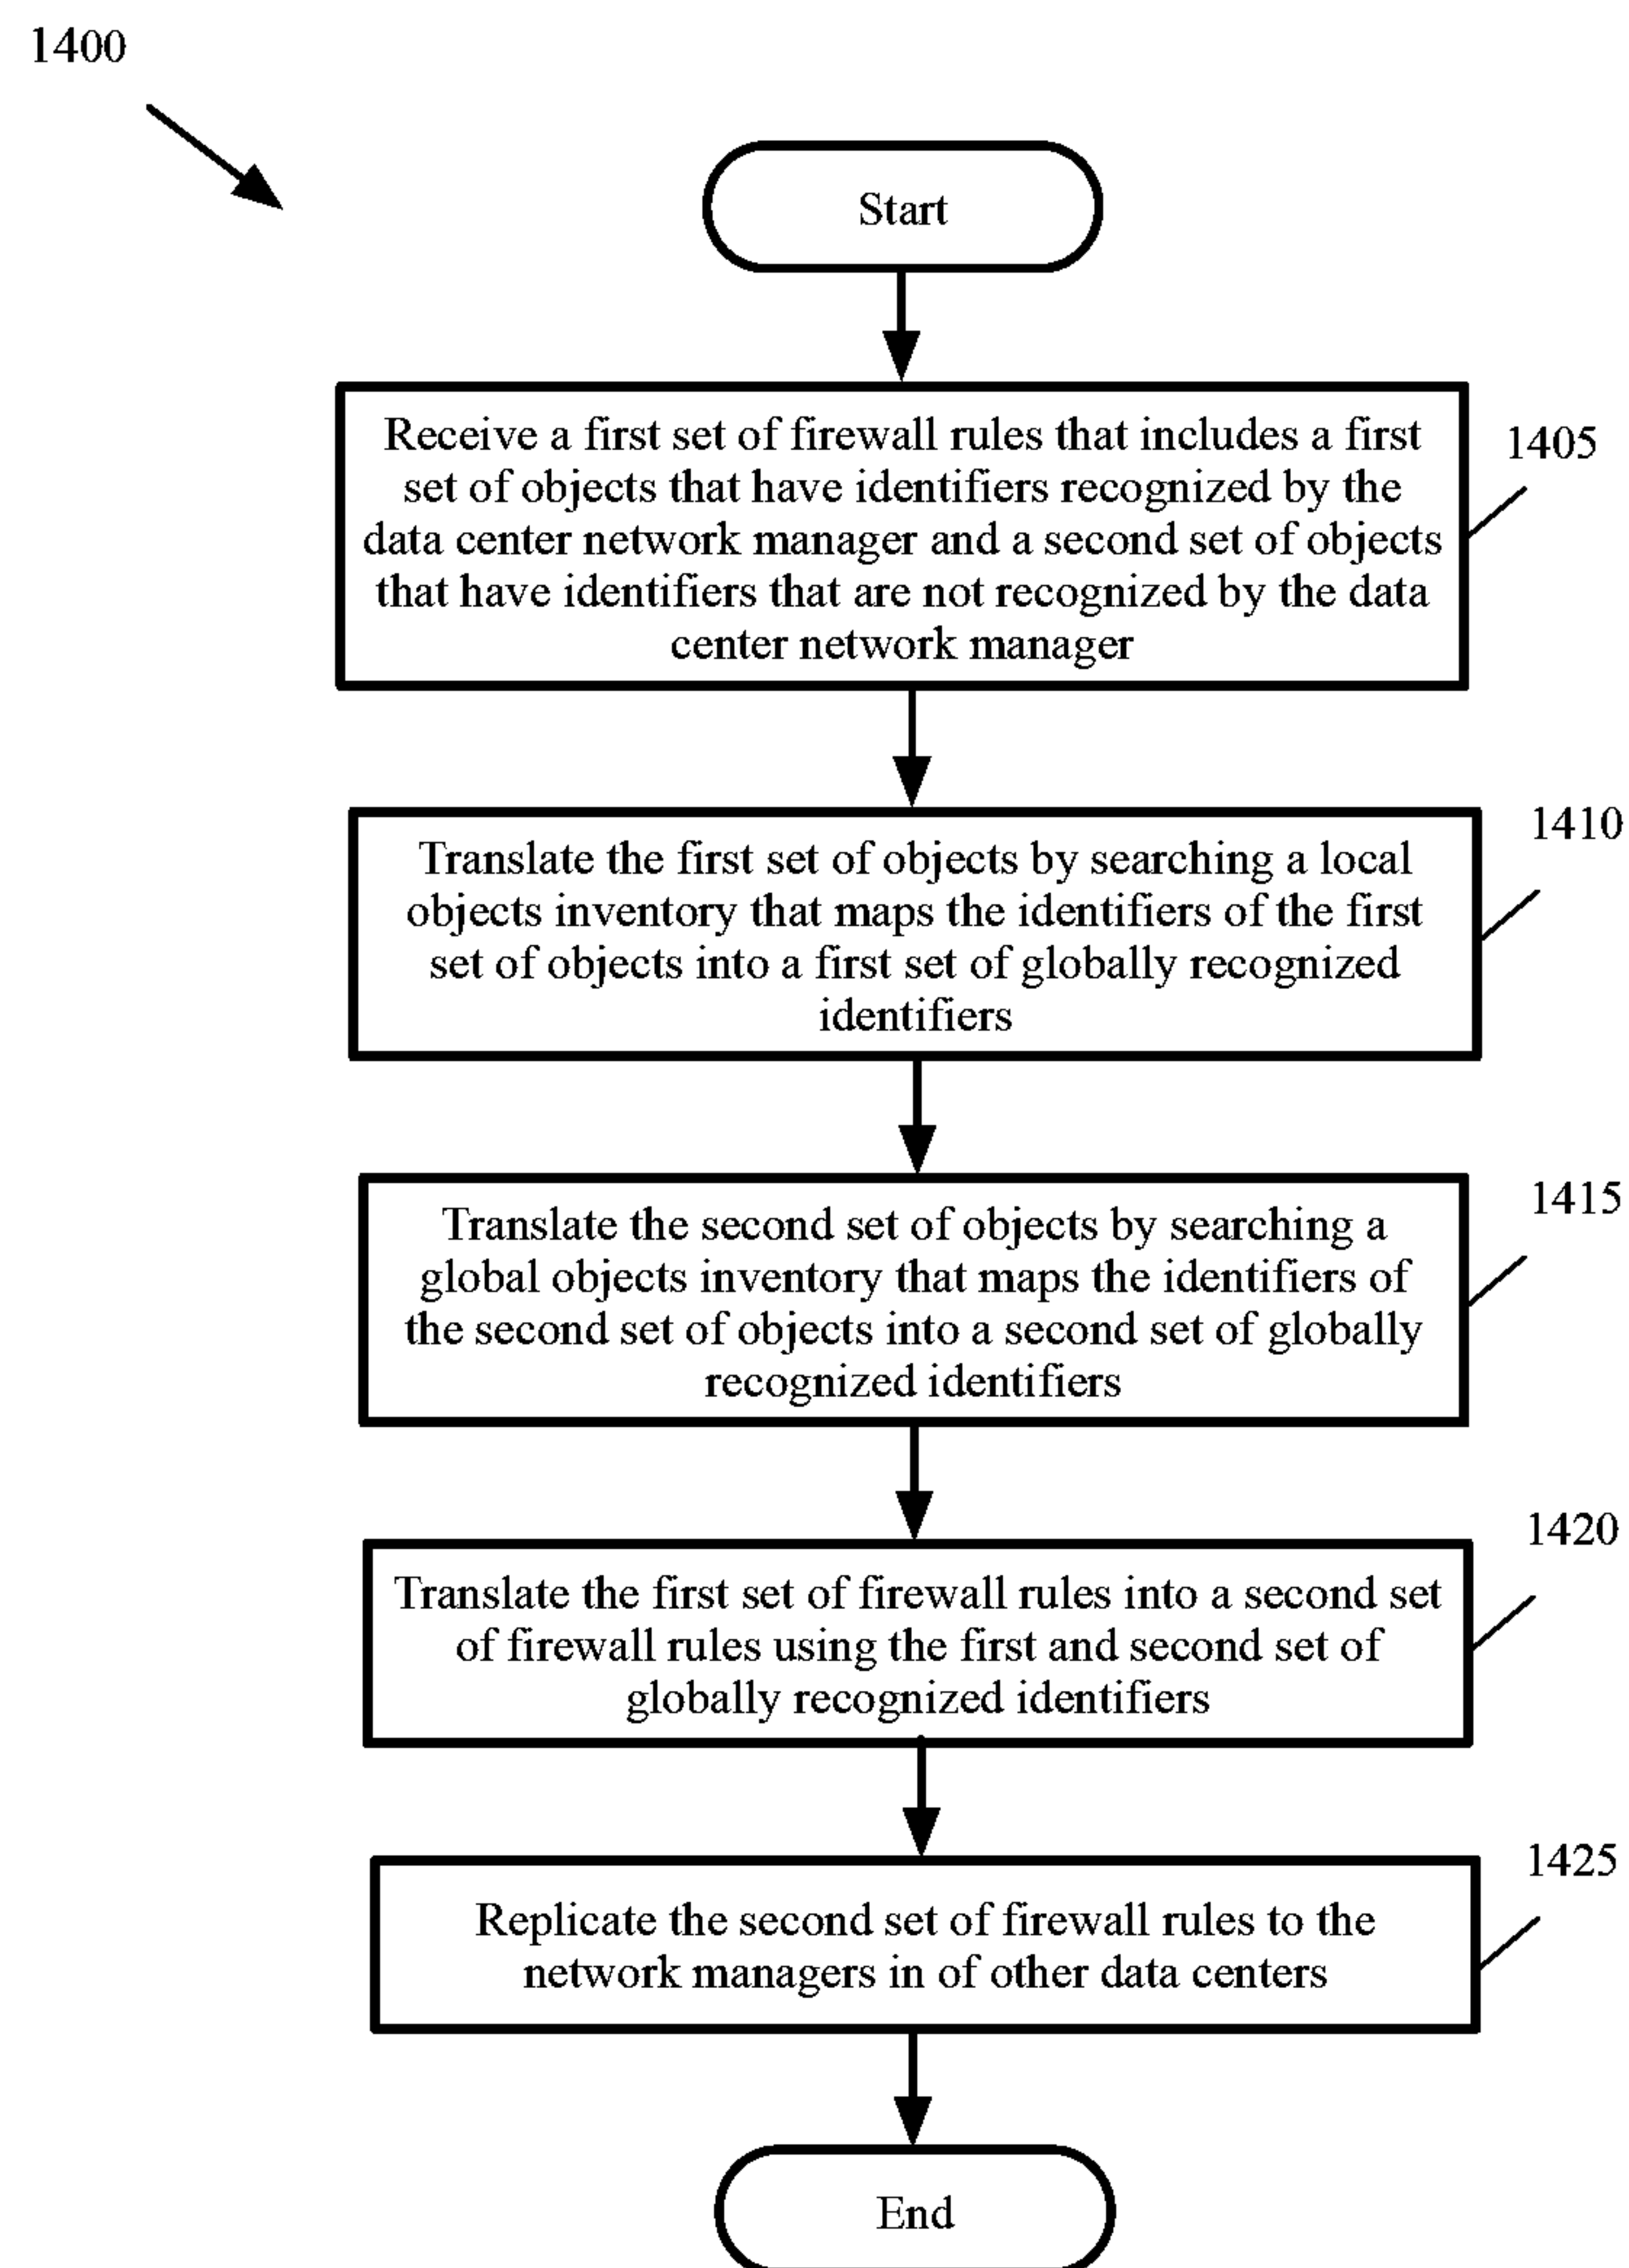 1400
Start
Receive a first set of firewall rules that includes a first
set of objects that have identifiers recognized by the
data center network manager and a second set of objects
that have identifiers that are not recognized by the data
center network manager
1405
Translate the first set of objects by searching a local
objects inventory that maps the identifiers of the first
set of objects into a first set of globally recognized
identifiers
1410
Translate the second set of objects by searching a
global objects inventory that maps the identifiers of
the second set of objects into a second set of globally
recognized identifiers
1415
Translate the first set of firewall rules into a second set
of firewall rules using the first and second set of
globally recognized identifiers
1420
Replicate the second set of firewall rules to the
network managers in of other data centers
1425
End